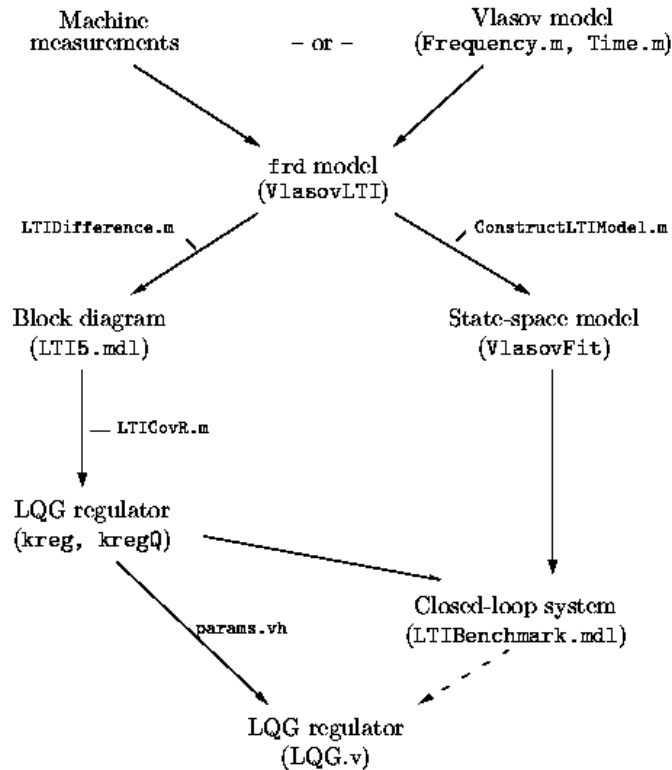 Machine
measurements
– or –
Vlasov model
(Frequency.m, Time.m)
frd model
(VlasovLTI)
LTIDifference.m
ConstructLTIModel.m
Block diagram
(LTI5.mdl)
State-space model
(VlasovFit)
LTICovR.m
LQG regulator
(kreg, kregQ)
Closed-loop system
(LTIBenchmark.mdl)
params.vh
LQG regulator
(LQG.v)